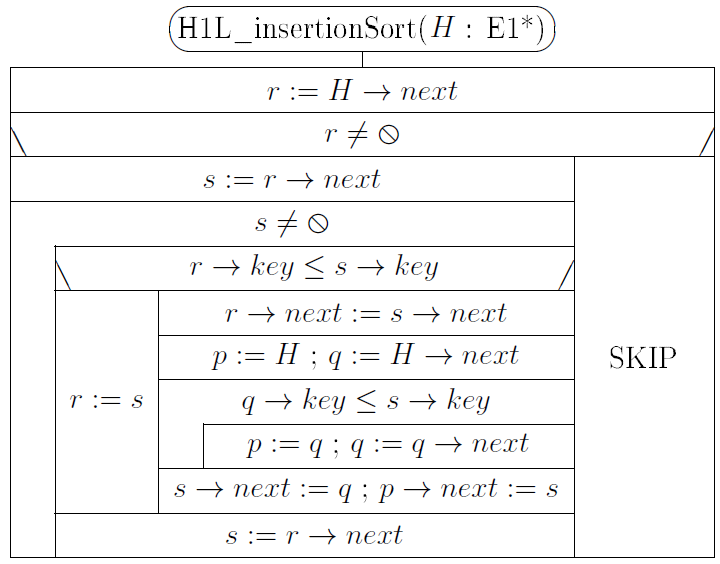 H1L_insertionSort(H : E1*)
r := H → next
r ≠ ⦸
s := r → next
s ≠ ⦸
r → key ≤ s → key
r := s
r → next := s → next
p := H ; q := H → next
q → key ≤ s → key
p := q ; q := q → next
s → next := q ; p → next := s
s := r → next
SKIP